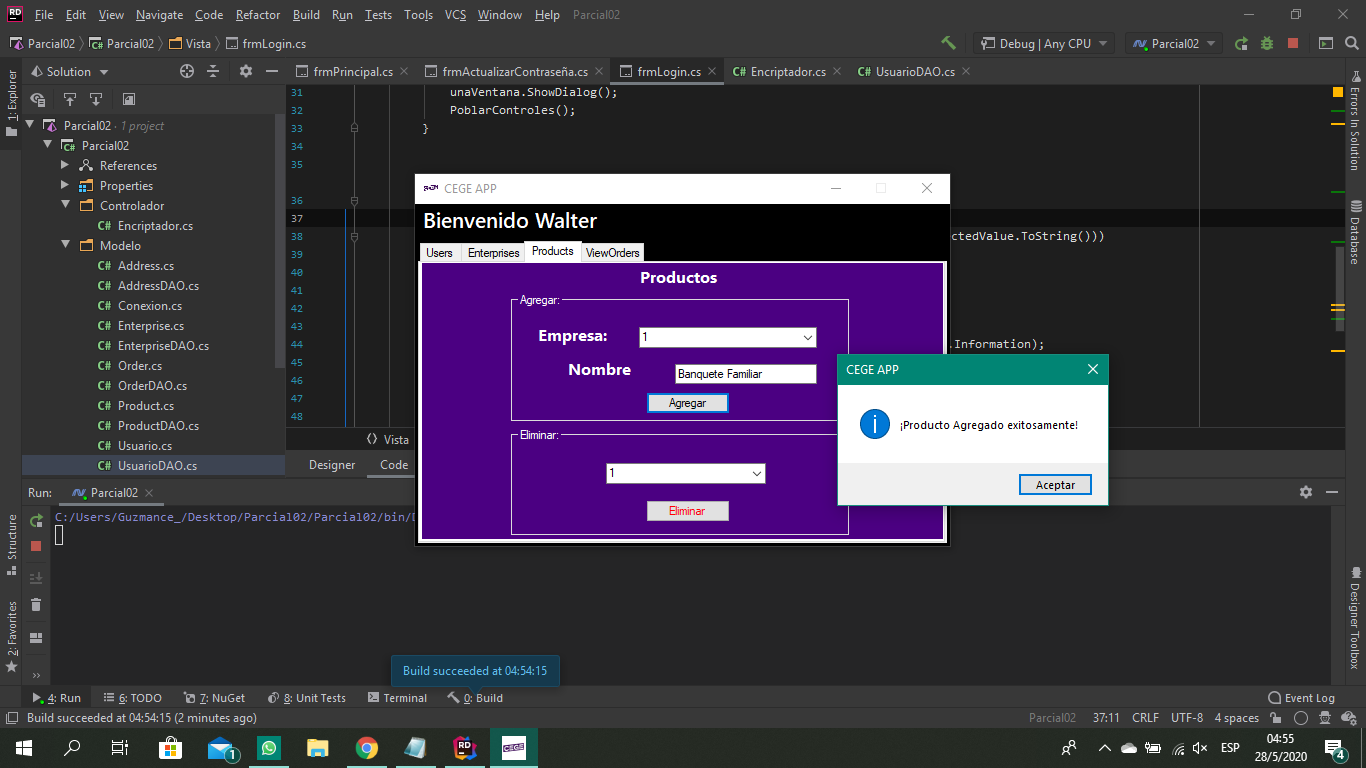 File Edit View Navigate Code Refactor Build Run Tests Tools VCS Window Help Parcial02
Parcial02 Parcial02 Vista frmLogin.cs Debug | Any CPU Parcial02
Solution frmPrincipal.cs frmActualizarContraseña.cs frmLogin.cs Encriptador.cs UsuarioDAO.cs
1: Explorer
Parcial02 · 1 project
Parcial02
References
Properties
Controlador
Encriptador.cs
Modelo
Address.cs
AddressDAO.cs
Conexion.cs
Enterprise.cs
EnterpriseDAO.cs
Order.cs
OrderDAO.cs
Product.cs
ProductDAO.cs
Usuario.cs
UsuarioDAO.cs
31 unaVentana.ShowDialog();
32 PoblarControles();
33 }
34
35
36
37
38 ctedValue.ToString()))
39
40
41
42
43
44 .Information);
45
46
47
48
Vista
Designer Code
Errors In Solution
Database
Designer Toolbox
CEGE APP
Bienvenido Walter
Users Enterprises Products ViewOrders
Productos
Agregar:
Empresa: 1
Nombre Banquete Familiar
Agregar
Eliminar:
1
Eliminar
CEGE APP
¡Producto Agregado exitosamente!
Aceptar
Run: Parcial02
C:/Users/Guzmance_/Desktop/Parcial02/Parcial02/bin/
Structure
2: Favorites
Build succeeded at 04:54:15
4: Run 6: TODO 7: NuGet 8: Unit Tests Terminal 0: Build Event Log
Build succeeded at 04:54:15 (2 minutes ago) Parcial02 37:11 CRLF UTF-8 4 spaces
1 RD CEGE ESP 04:55
28/5/2020 4